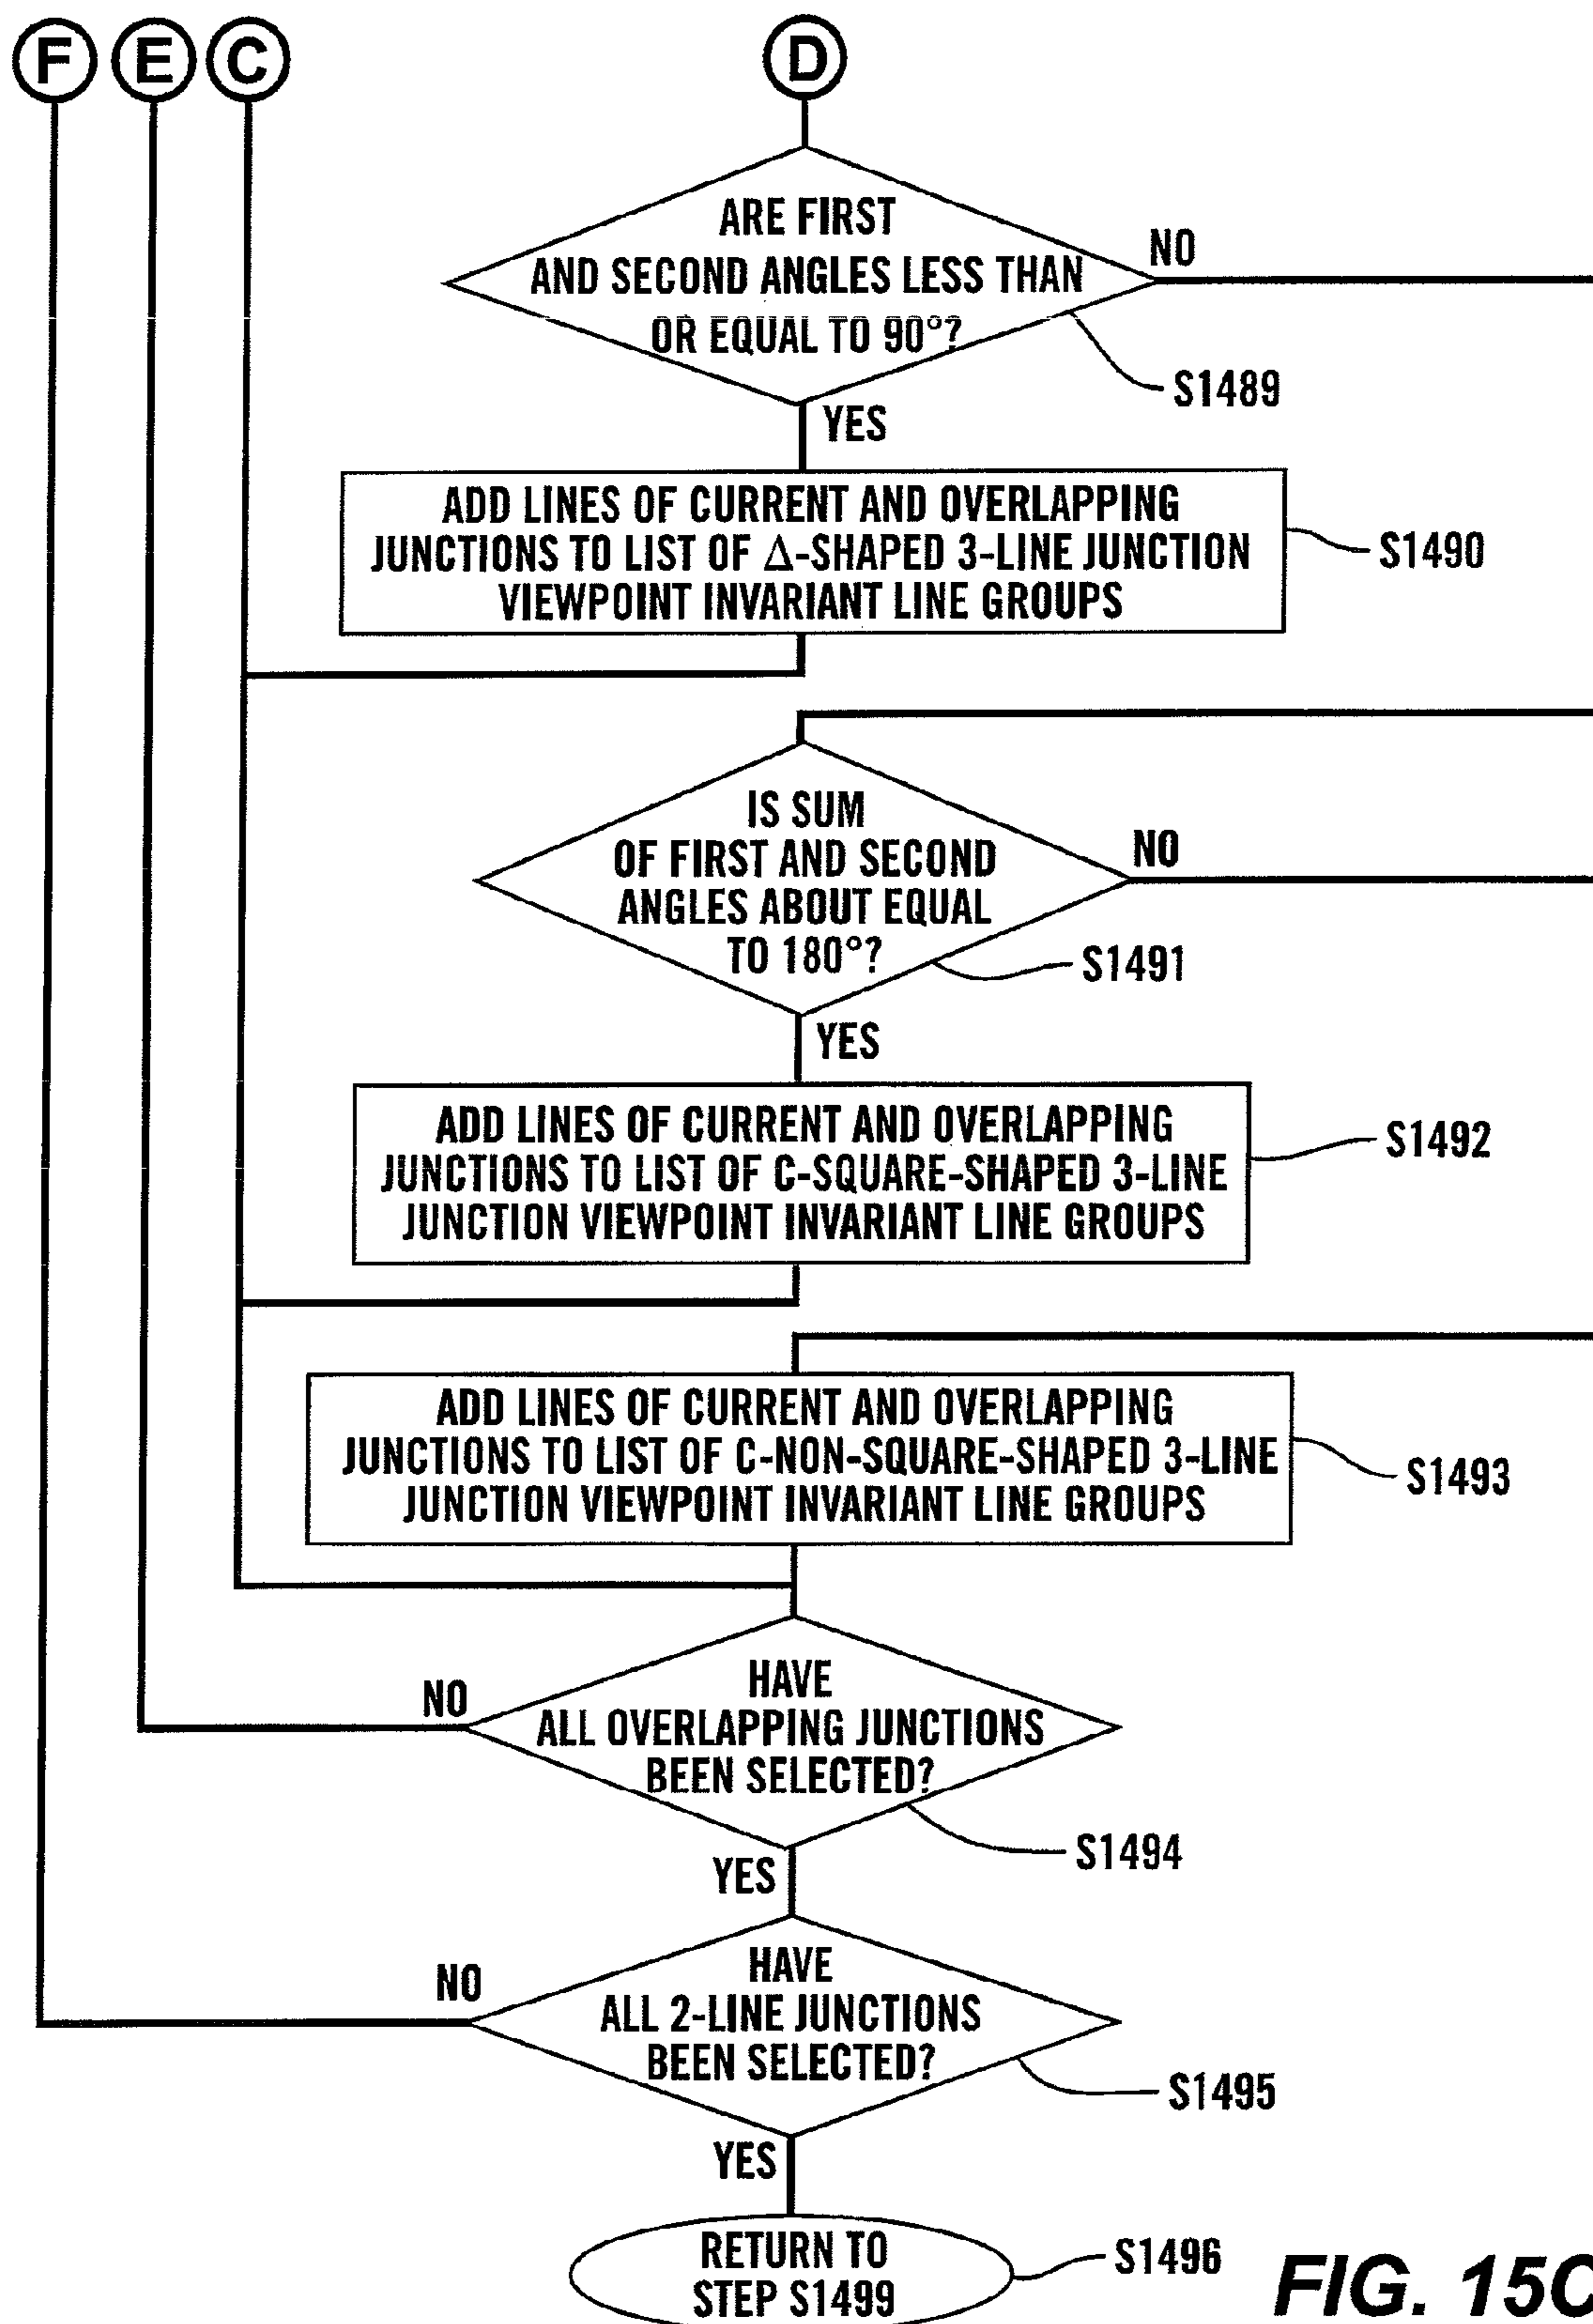 F E C D
ARE FIRST
AND SECOND ANGLES LESS THAN
OR EQUAL TO 90°?
NO
S1489
YES
ADD LINES OF CURRENT AND OVERLAPPING
JUNCTIONS TO LIST OF Δ-SHAPED 3-LINE JUNCTION
VIEWPOINT INVARIANT LINE GROUPS
S1490
IS SUM
OF FIRST AND SECOND
ANGLES ABOUT EQUAL
TO 180°?
NO
S1491
YES
ADD LINES OF CURRENT AND OVERLAPPING
JUNCTIONS TO LIST OF C-SQUARE-SHAPED 3-LINE
JUNCTION VIEWPOINT INVARIANT LINE GROUPS
S1492
ADD LINES OF CURRENT AND OVERLAPPING
JUNCTIONS TO LIST OF C-NON-SQUARE-SHAPED 3-LINE
JUNCTION VIEWPOINT INVARIANT LINE GROUPS
S1493
HAVE
ALL OVERLAPPING JUNCTIONS
BEEN SELECTED?
NO
S1494
YES
HAVE
ALL 2-LINE JUNCTIONS
BEEN SELECTED?
NO
S1495
YES
RETURN TO
STEP S1499
S1496
FIG. 15C